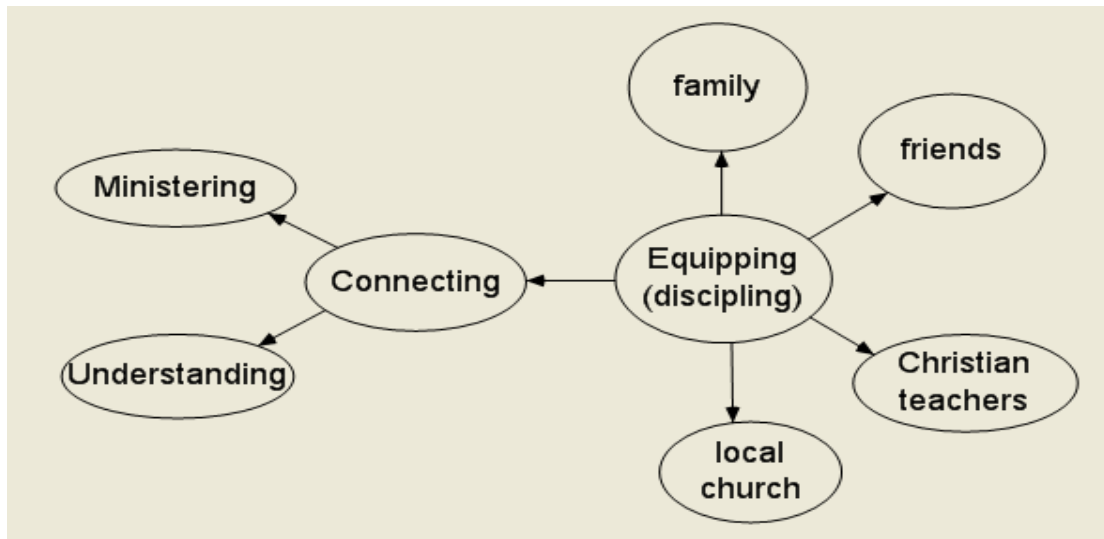 family
friends
Ministering
Equipping
(discipling)
Connecting
Understanding
Christian
teachers
local
church